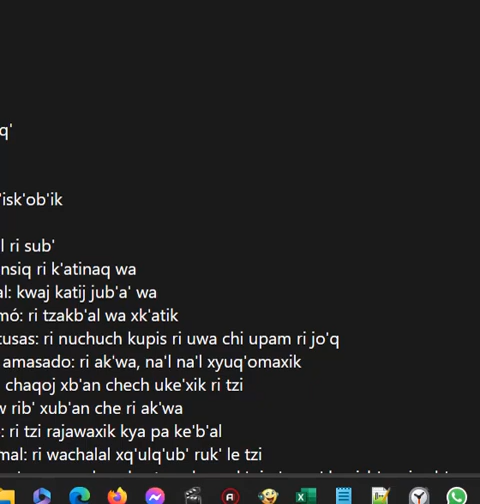 q'
'isk'ob'ik
l ri sub'
nsiq ri k'atinaq wa
al: kwaj katij jub'a' wa
mó: ri tzakb'al wa xk'atik
cusas: ri nuchuch kupis ri uwa chi upam ri jo'q
amasado: ri ak'wa, na'l na'l xyuq'omaxik
chaqoj xb'an chech uke'xik ri tzi
w rib' xub'an che ri ak'wa
: ri tzi rajawaxik kya pa ke'b'al
mal: ri wachalal xq'ulq'ub' ruk' le tzi